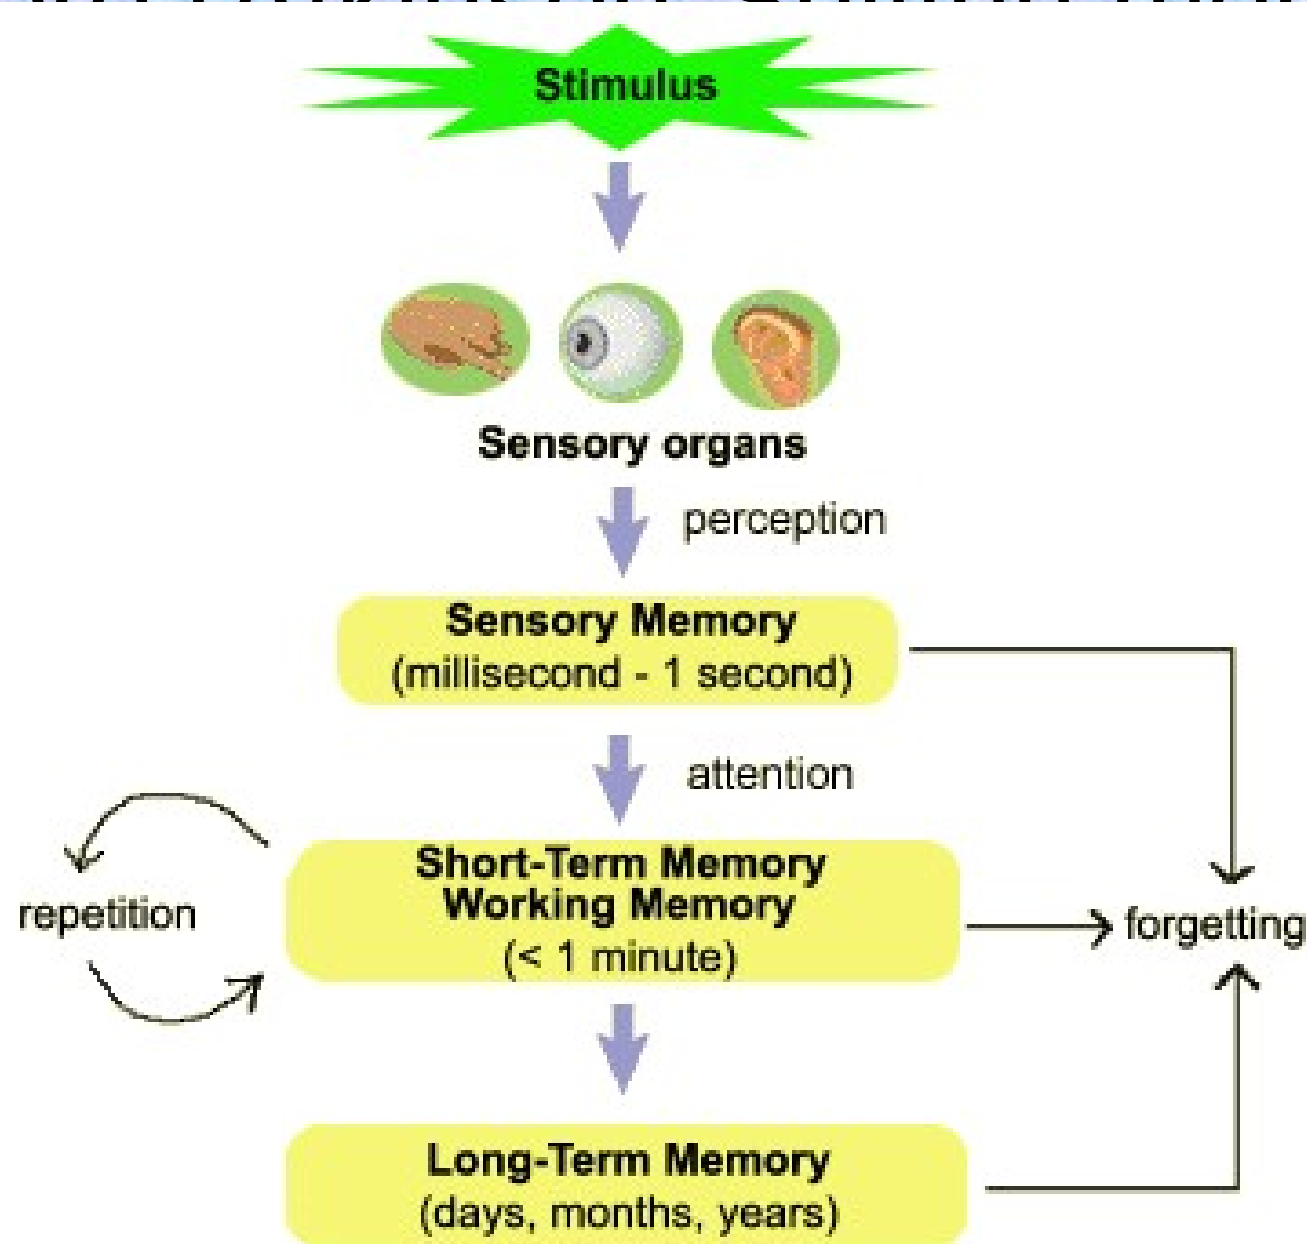 Stimulus
Sensory organs
perception
Sensory Memory
(millisecond - 1 second)
attention
Short-Term Memory
Working Memory
(< 1 minute)
repetition
forgetting
Long-Term Memory
(days, months, years)